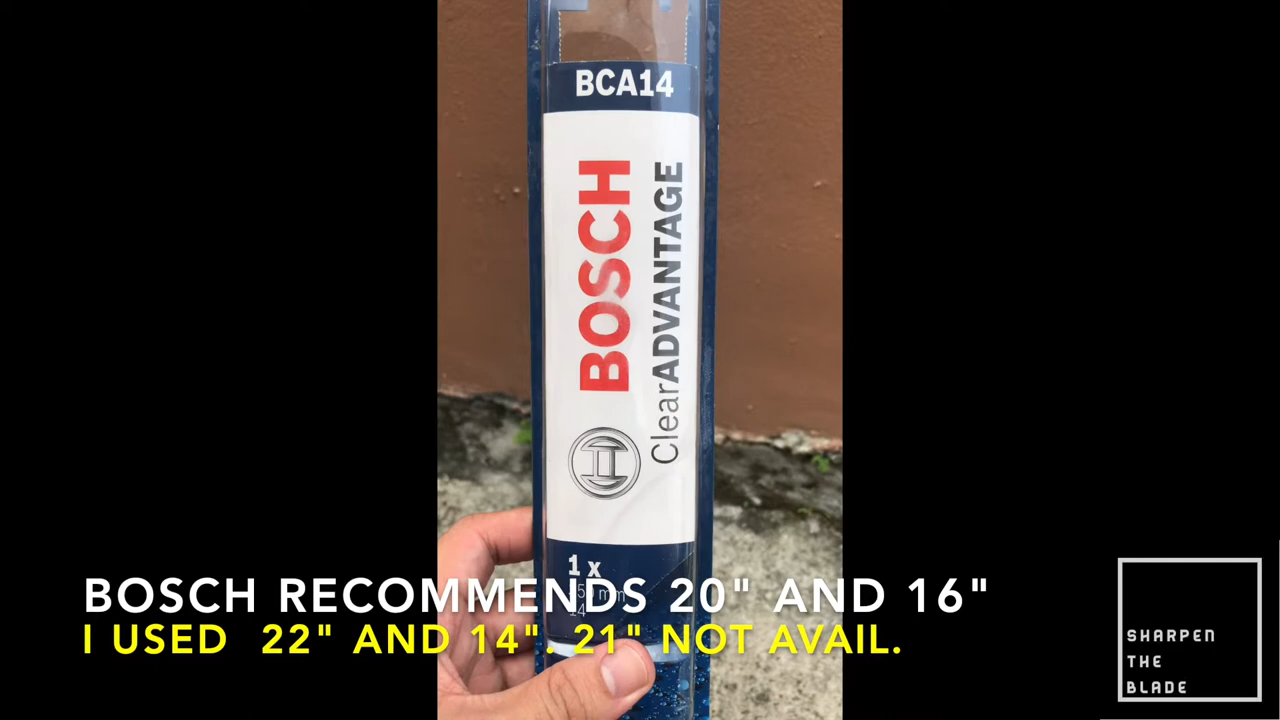 BCA14
BOSCH
ClearADVANTAGE
1 x
14
BOSCH RECOMMENDS 20" AND 16"
I USED 22" AND 14". 21" NOT AVAIL.
SHARPEN
THE
BLADE